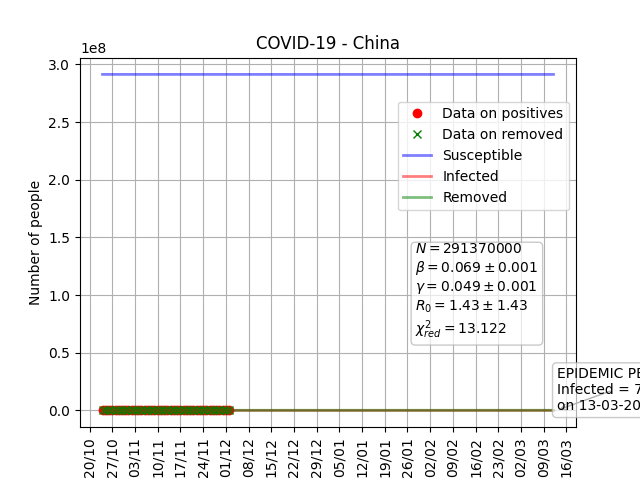 COVID-19 - China
1e8
3.0
2.5
2.0
1.5
1.0
0.5
0.0
Number of people
Data on positives
Data on removed
Susceptible
Infected
Removed
N = 291370000
β = 0.069 ± 0.001
γ = 0.049 ± 0.001
R₀ = 1.43 ± 1.43
χ²red = 13.122
EPIDEMIC PE
Infected = 7
on 13-03-20
20/10 27/10 03/11 10/11 17/11 24/11 01/12 08/12 15/12 22/12 29/12 05/01 12/01 19/01 26/01 02/02 09/02 16/02 23/02 02/03 09/03 16/03